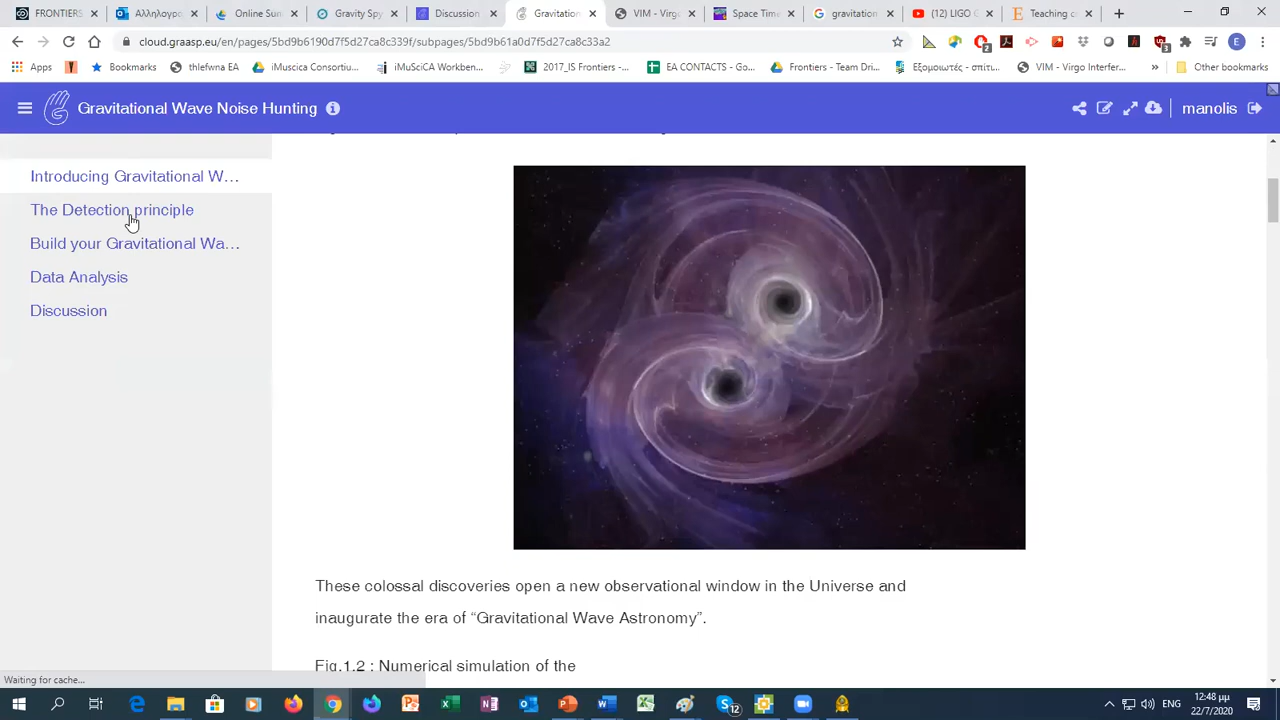 FRONTIERS
Αλληλογρα
Online Sun
Gravity Spy
Discussion
Gravitation
VIM - Virgo
Space Time
gravitation
(12) LIGO G
Teaching c
cloud.graasp.eu/en/pages/5bd9b6190d7f5d27ca8c339f/subpages/5bd9b61a0d7f5d27ca8c33a2
Apps
Bookmarks
thlefwna EA
iMuscica Consortiu...
iMuSciCA Workben...
2017_IS Frontiers -...
EA CONTACTS - Go...
Frontiers - Team Dri...
Εξομοιωτές - σπίτι...
VIM - Virgo Interfer...
»
Other bookmarks
Gravitational Wave Noise Hunting
manolis
Introducing Gravitational W...
The Detection principle
Build your Gravitational Wa...
Data Analysis
Discussion
These colossal discoveries open a new observational window in the Universe and
inaugurate the era of “Gravitational Wave Astronomy”.
Fig.1.2 : Numerical simulation of the
Waiting for cache...
ENG
12:48 μμ
22/7/2020